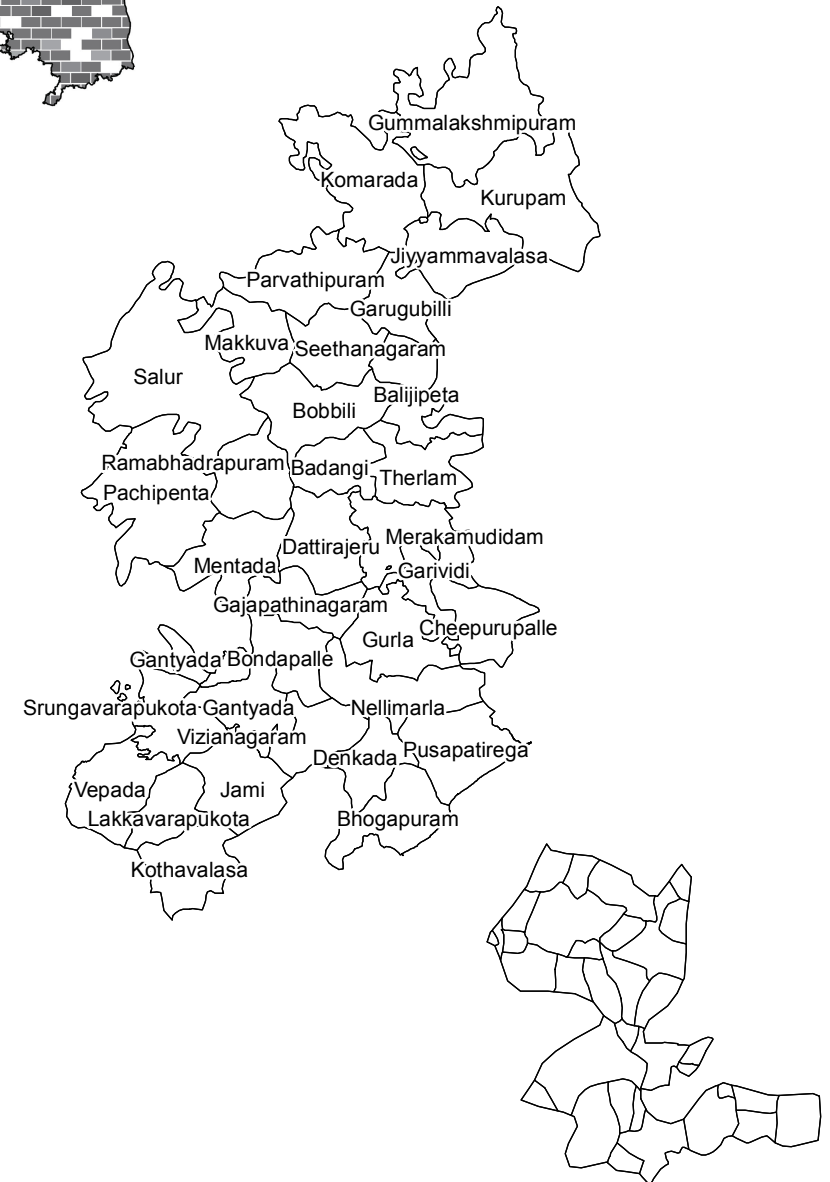 Gummalakshmipuram
Komarada
Kurupam
Jiyyammavalasa
Parvathipuram
Garugubilli
Makkuva
Seethanagaram
Salur
Balijipeta
Bobbili
Ramabhadrapuram
Badangi
Therlam
Pachipenta
Merakamudidam
Dattirajeru
Mentada
Garividi
Gajapathinagaram
Cheepurupalle
Gurla
Gantyada
Bondapalle
Srungavarapukota
Gantyada
Nellimarla
Vizianagaram
Denkada
Pusapatirega
Vepada
Jami
Lakkavarapukota
Bhogapuram
Kothavalasa